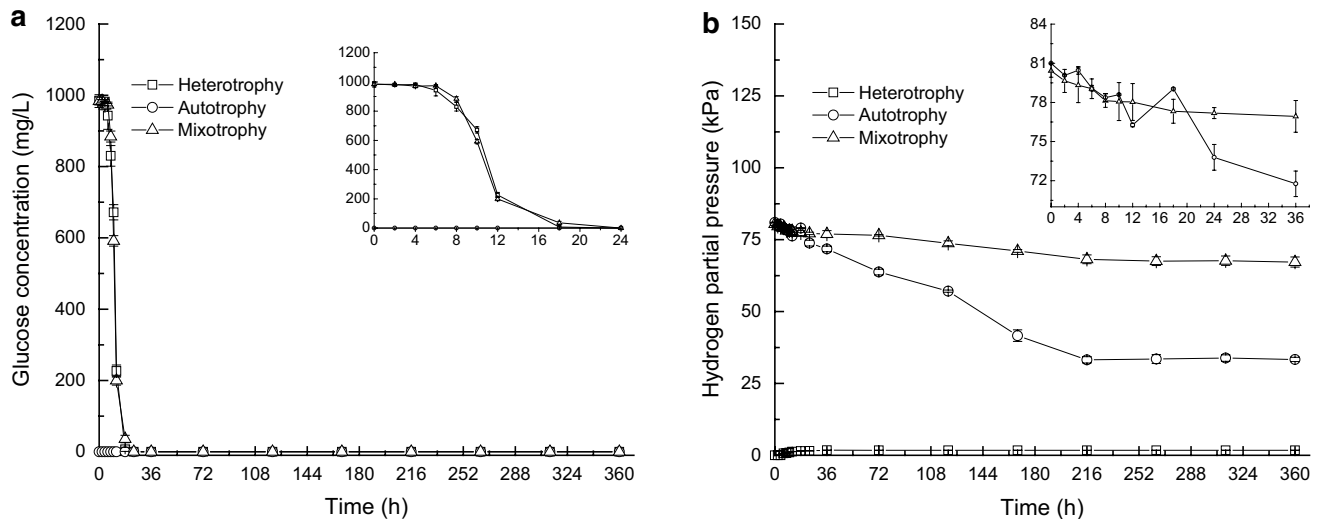 a
Glucose concentration (mg/L)
1200
1000
800
600
400
200
0
0 36 72 108 144 180 216 252 288 324 360
Time (h)
Heterotrophy
Autotrophy
Mixotrophy
1200
1000
800
600
400
200
0
0 4 8 12 16 20 24
b
Hydrogen partial pressure (kPa)
150
125
100
75
50
25
0
0 36 72 108 144 180 216 252 288 324 360
Time (h)
Heterotrophy
Autotrophy
Mixotrophy
84
81
78
75
72
0 4 8 12 16 20 24 28 32 36